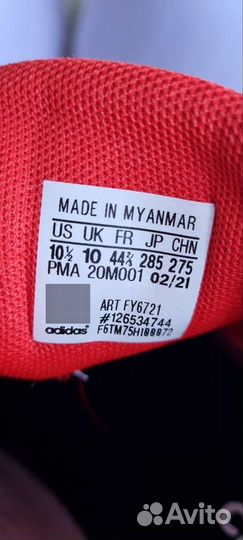 MADE IN MYANMAR
US UK FR JP CHN
10½ 10 44⅔ 285 275
PMA 20M001 02/21
ART FY6721
#126534744
adidas® F6TM75HI00072
Avito